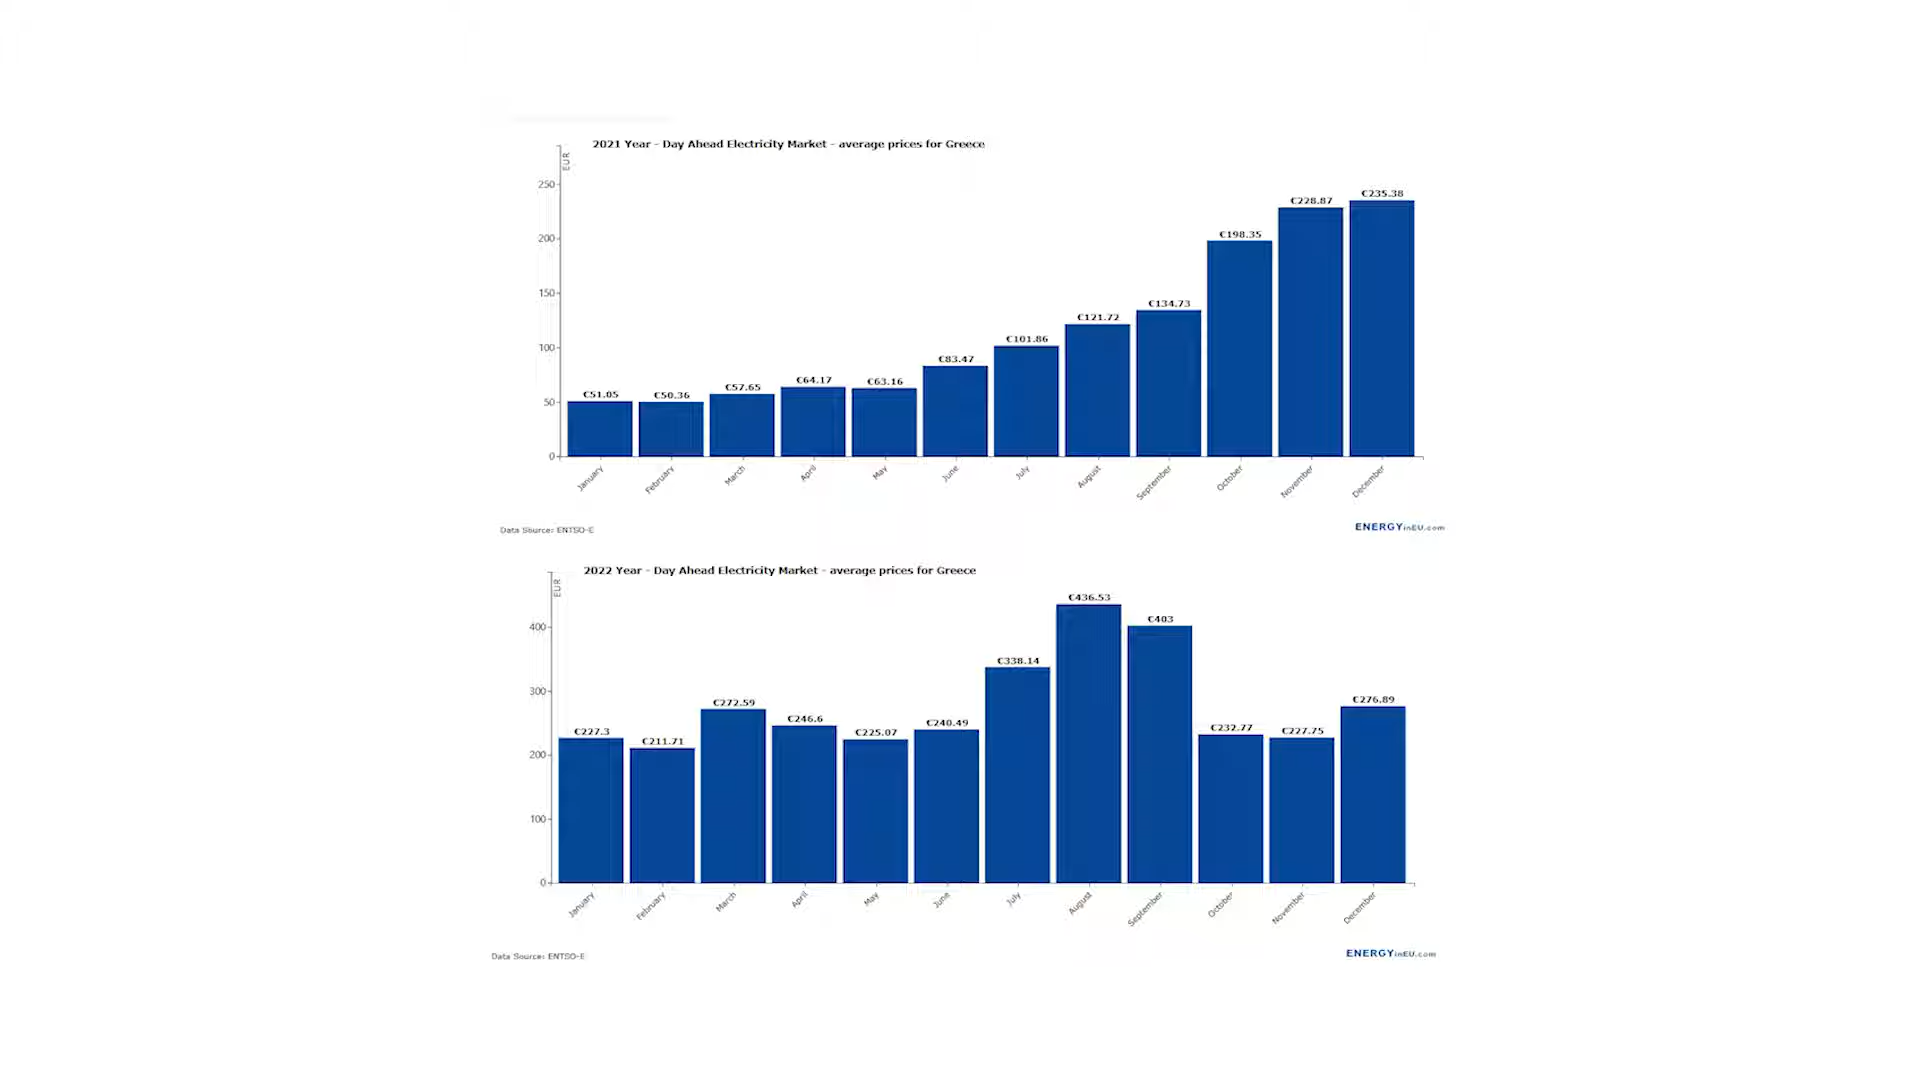 2021 Year - Day Ahead Electricity Market - average prices for Greece
EUR
250
200
150
100
50
0
€51.05
€50.36
€57.65
€64.17
€63.16
€83.47
€101.86
€121.72
€134.73
€198.35
€228.87
€235.38
January
February
March
April
May
June
July
August
September
October
November
December
Data Source: ENTSO-E
ENERGYinEU.com
2022 Year - Day Ahead Electricity Market - average prices for Greece
EUR
400
300
200
100
0
€227.3
€211.71
€272.59
€246.6
€225.07
€240.49
€338.14
€436.53
€403
€232.77
€227.75
€276.89
January
February
March
April
May
June
July
August
September
October
November
December
Data Source: ENTSO-E
ENERGYinEU.com